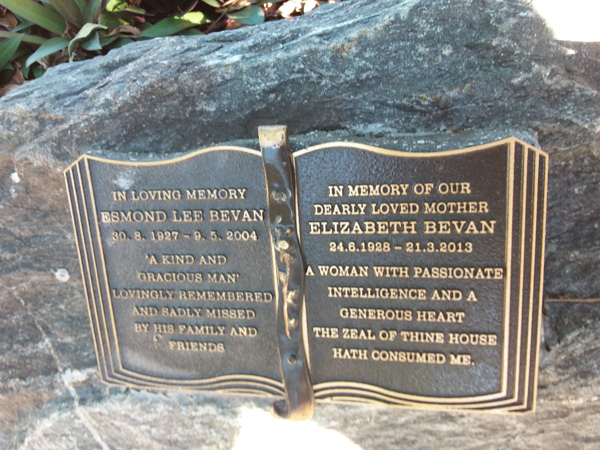 IN LOVING MEMORY
ESMOND LEE BEVAN
30. 8. 1927 - 9. 5. 2004
'A KIND AND
GRACIOUS MAN'
LOVINGLY REMEMBERED
AND SADLY MISSED
BY HIS FAMILY AND
FRIENDS
IN MEMORY OF OUR
DEARLY LOVED MOTHER
ELIZABETH BEVAN
24.6.1928 - 21.3.2013
A WOMAN WITH PASSIONATE
INTELLIGENCE AND A
GENEROUS HEART
THE ZEAL OF THINE HOUSE
HATH CONSUMED ME.